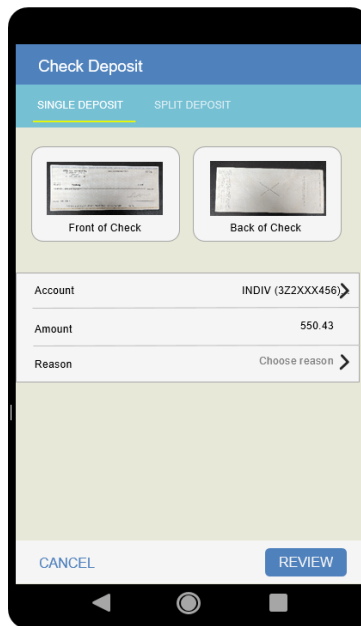 Check Deposit
SINGLE DEPOSIT SPLIT DEPOSIT
Front of Check Back of Check
Account INDIV (3Z2XXX456)
Amount 550.43
Reason Choose reason
CANCEL REVIEW